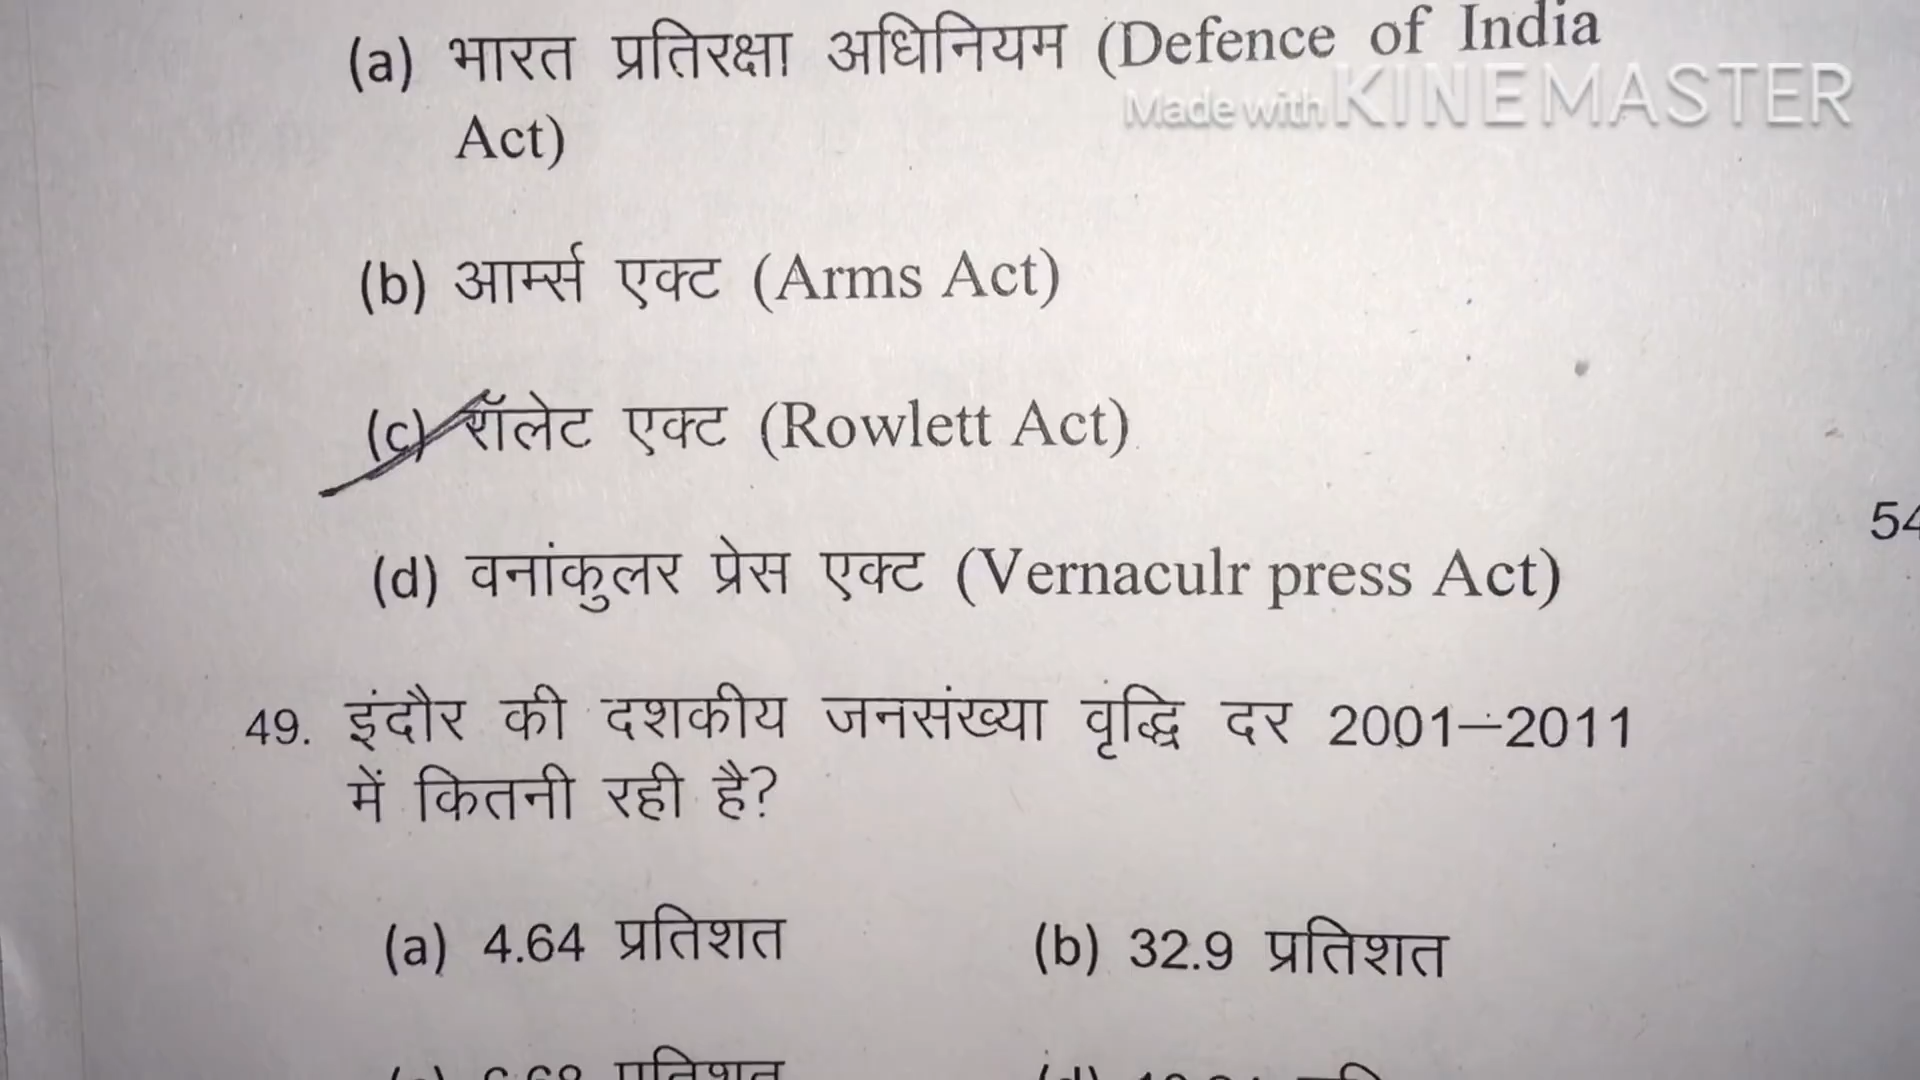 (a) भारत प्रतिरक्षा अधिनियम (Defence of India
Made with KINEMASTER
Act)
(b) आर्म्स एक्ट (Arms Act)
(c) रॉलेट एक्ट (Rowlett Act)
54
(d) वनांकुलर प्रेस एक्ट (Vernaculr press Act)
49. इंदौर की दशकीय जनसंख्या वृद्धि दर 2001–2011
में कितनी रही है?
(a) 4.64 प्रतिशत (b) 32.9 प्रतिशत